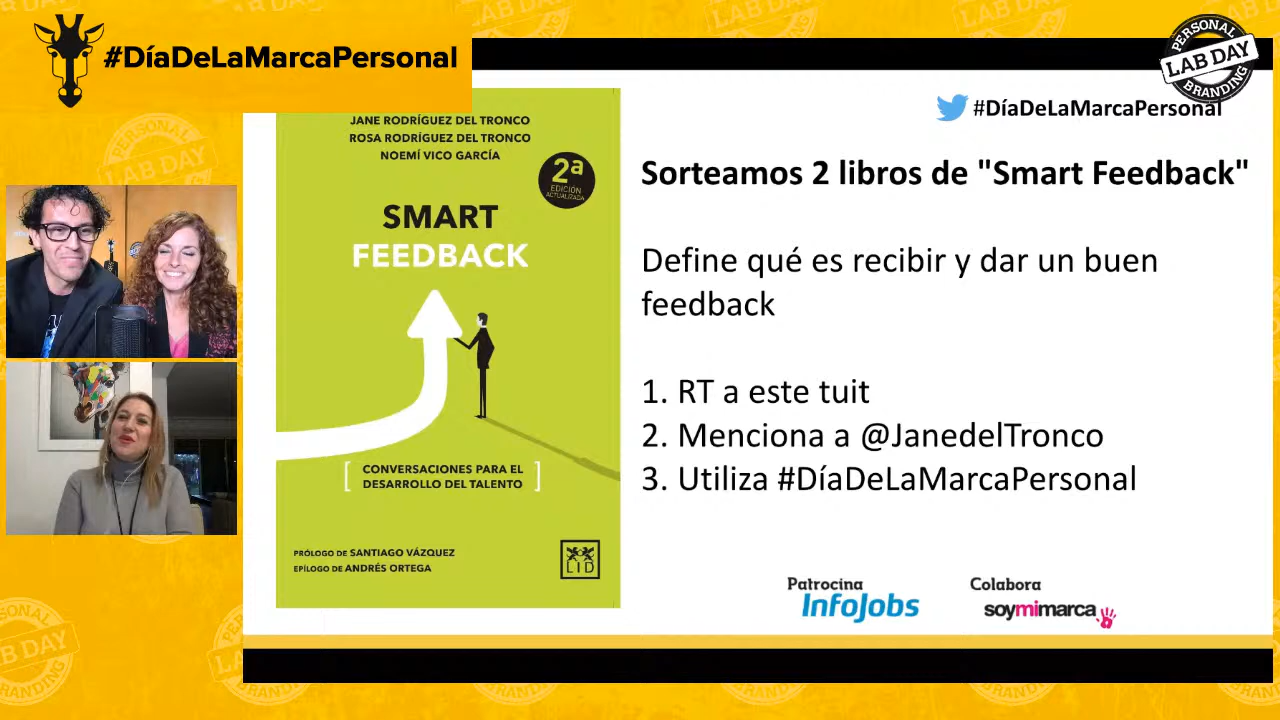 #DíaDeLaMarcaPersonal
PERSONAL
LAB DAY
BRANDING
#DíaDeLaMarcaPersonal
JANE RODRÍGUEZ DEL TRONCO
ROSA RODRÍGUEZ DEL TRONCO
NOEMÍ VICO GARCÍA
2ª
EDICIÓN
ACTUALIZADA
SMART
FEEDBACK
[ CONVERSACIONES PARA EL
DESARROLLO DEL TALENTO ]
PRÓLOGO DE SANTIAGO VÁZQUEZ
EPÍLOGO DE ANDRÉS ORTEGA
LID
Sorteamos 2 libros de "Smart Feedback"
Define qué es recibir y dar un buen
feedback
1. RT a este tuit
2. Menciona a @JanedelTronco
3. Utiliza #DíaDeLaMarcaPersonal
Patrocina
InfoJobs
Colabora
soymimarca